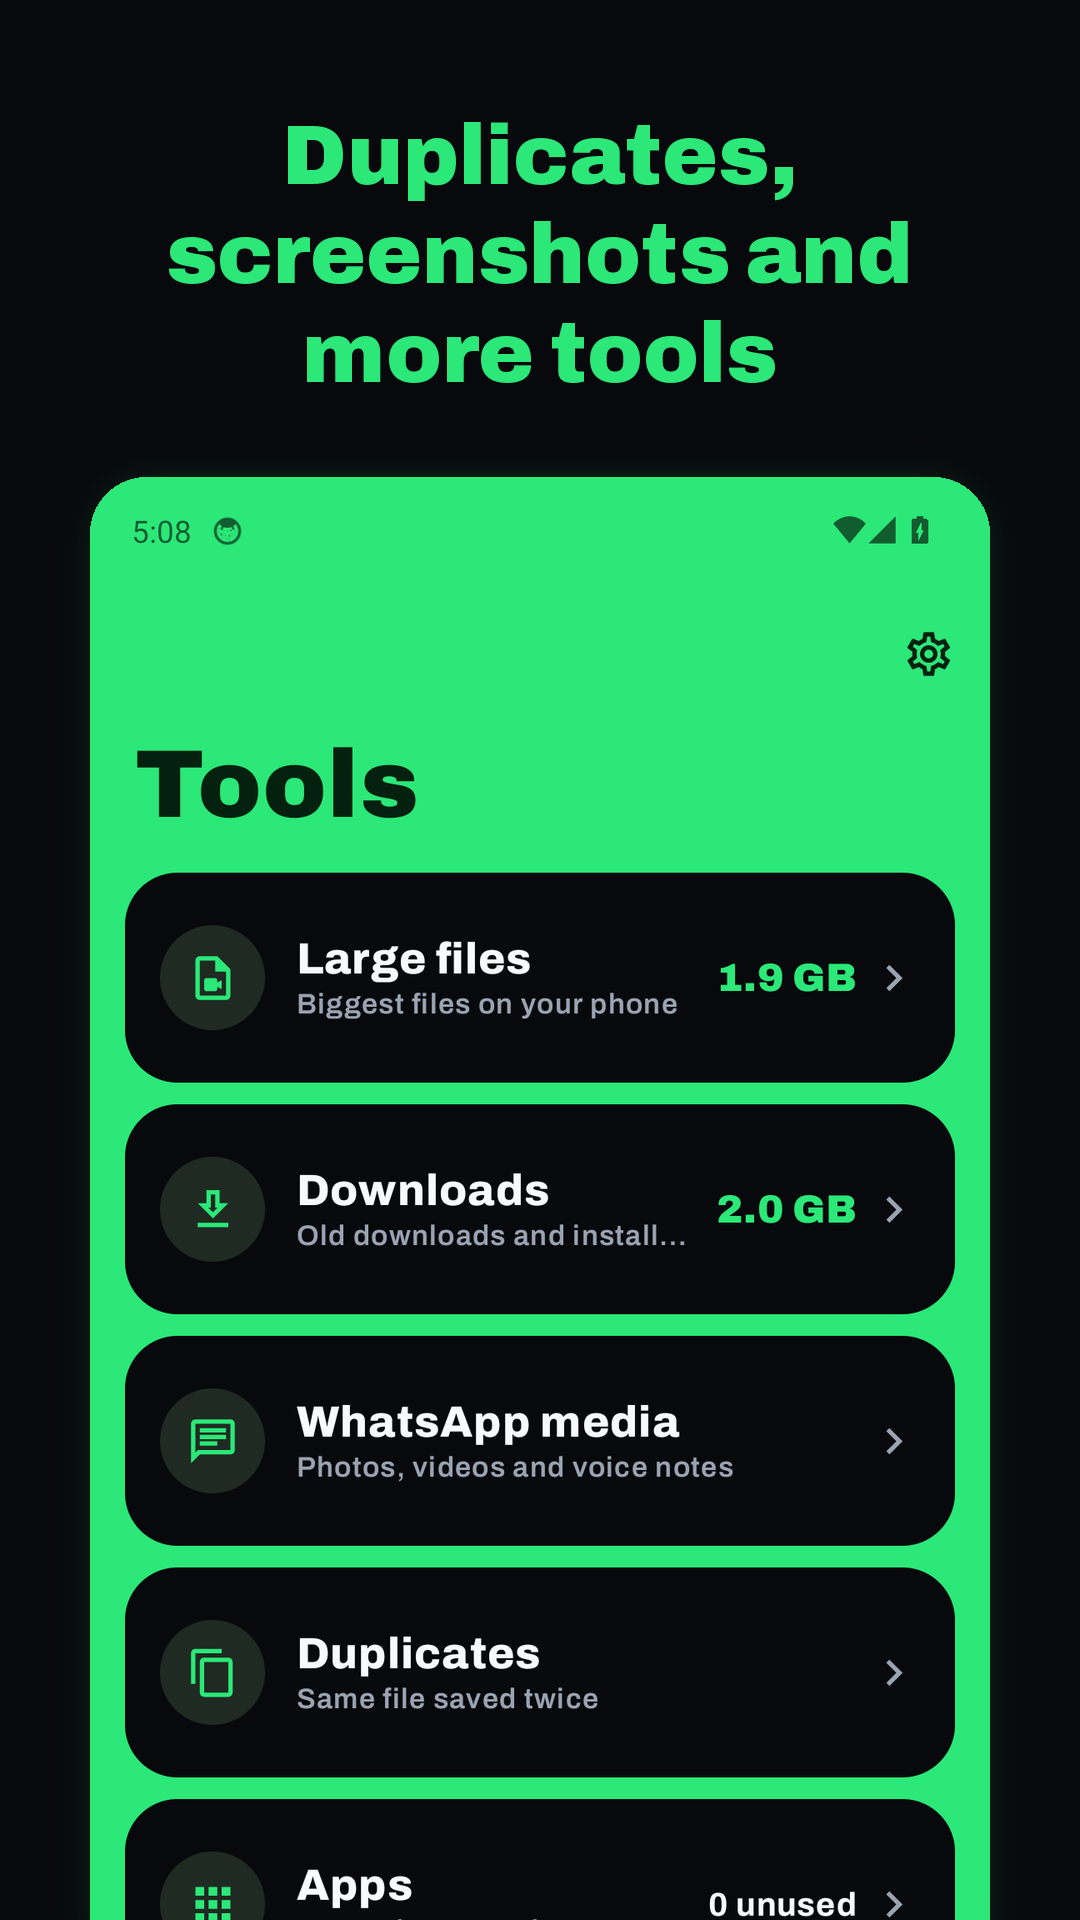 Duplicates,
screenshots and
more tools
5:08
Tools
Large files
Biggest files on your phone
1.9 GB
Downloads
Old downloads and install...
2.0 GB
WhatsApp media
Photos, videos and voice notes
Duplicates
Same file saved twice
Apps
0 unused